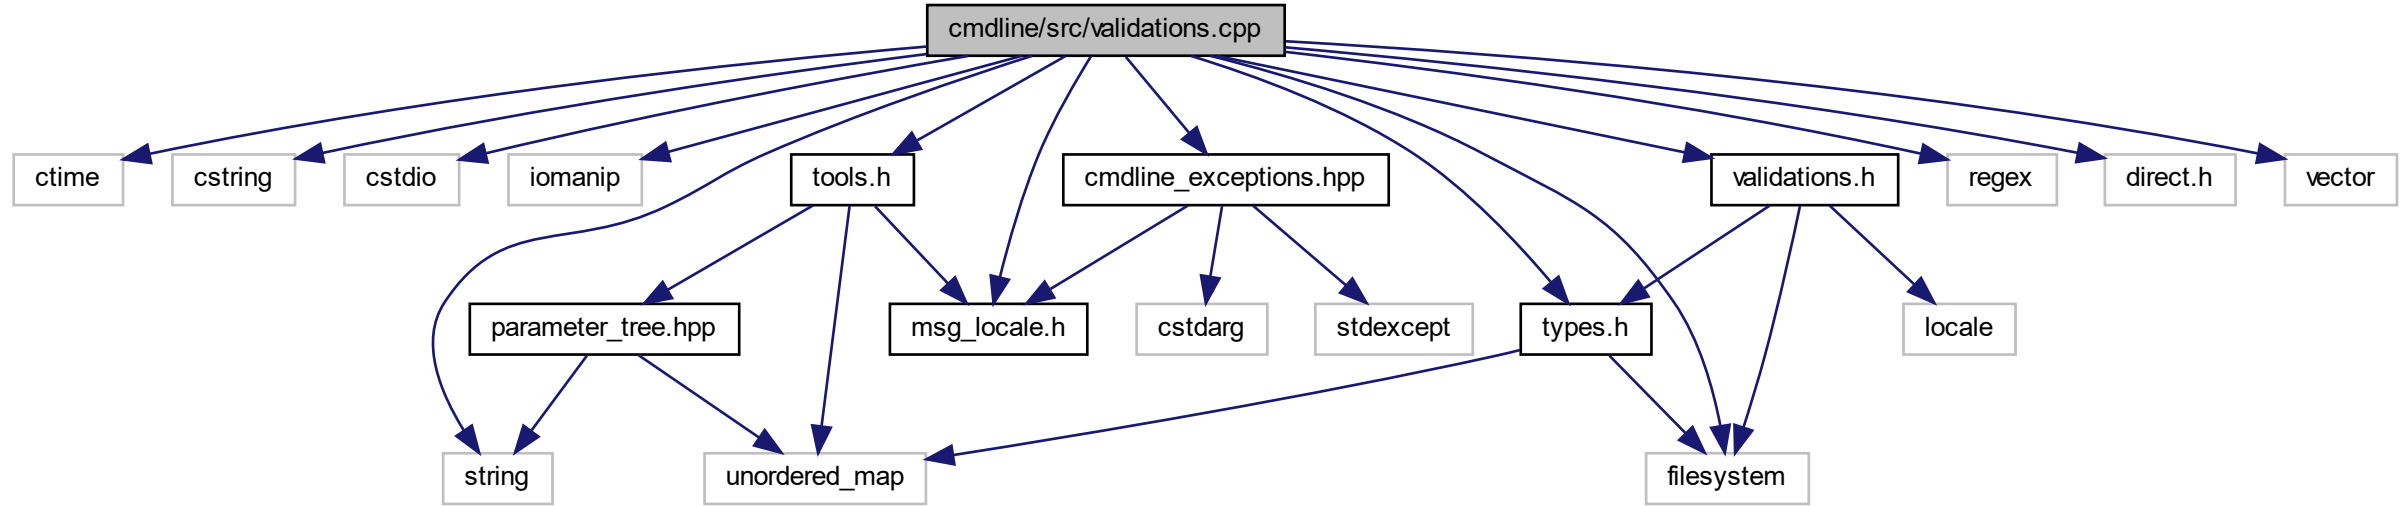 cmdline/src/validations.cpp
ctime
cstring
cstdio
iomanip
tools.h
cmdline_exceptions.hpp
validations.h
regex
direct.h
vector
parameter_tree.hpp
msg_locale.h
cstdarg
stdexcept
types.h
locale
string
unordered_map
filesystem